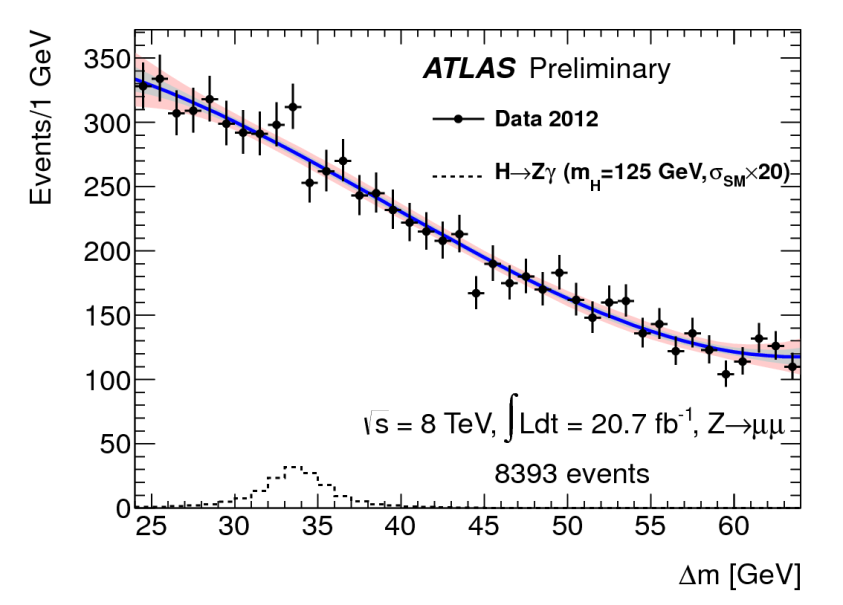 Events/1 GeV
350
300
250
200
150
100
50
0
ATLAS Preliminary
Data 2012
H→Zγ (m_H=125 GeV,σ_SM×20)
√s = 8 TeV, ∫Ldt = 20.7 fb⁻¹, Z→μμ
8393 events
25 30 35 40 45 50 55 60
Δm [GeV]